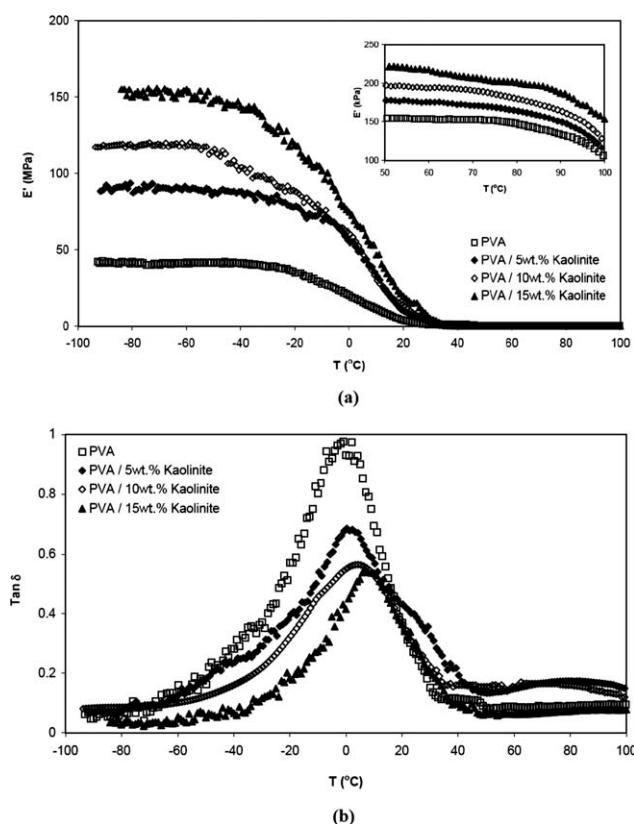 250
200
150
100
50
0
E' (MPa)
-100 -80 -60 -40 -20 0 20 40 60 80 100
T (°C)
250
200
150
100
E' (kPa)
50 60 70 80 90 100
T (°C)
PVA
PVA / 5wt.% Kaolinite
PVA / 10wt.% Kaolinite
PVA / 15wt.% Kaolinite
(a)
1
0.8
0.6
0.4
0.2
0
Tan δ
PVA
PVA / 5wt.% Kaolinite
PVA / 10wt.% Kaolinite
PVA / 15wt.% Kaolinite
-100 -80 -60 -40 -20 0 20 40 60 80 100
T (°C)
(b)